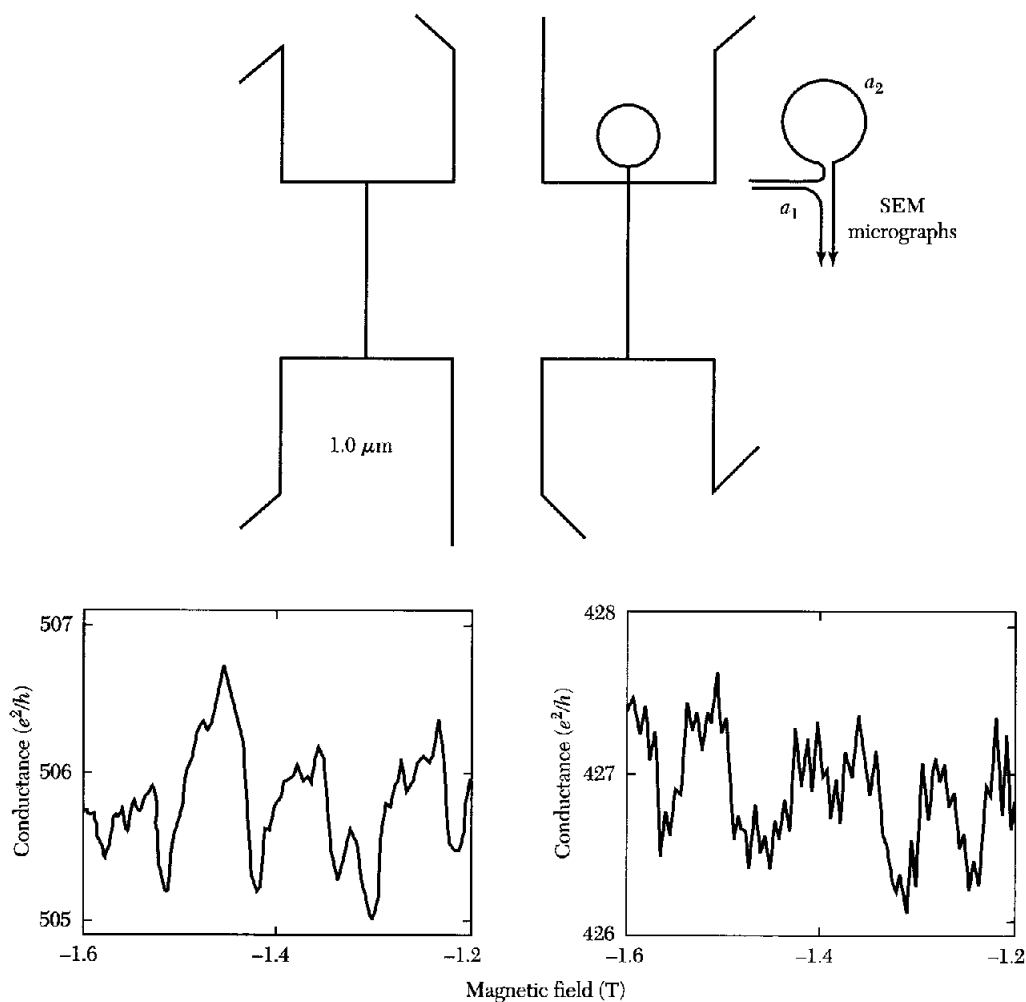 a2
a1
SEM
micrographs
1.0 μm
507
506
505
Conductance (e²/h)
−1.6
−1.4
−1.2
428
427
426
Conductance (e²/h)
−1.6
−1.4
−1.2
Magnetic field (T)